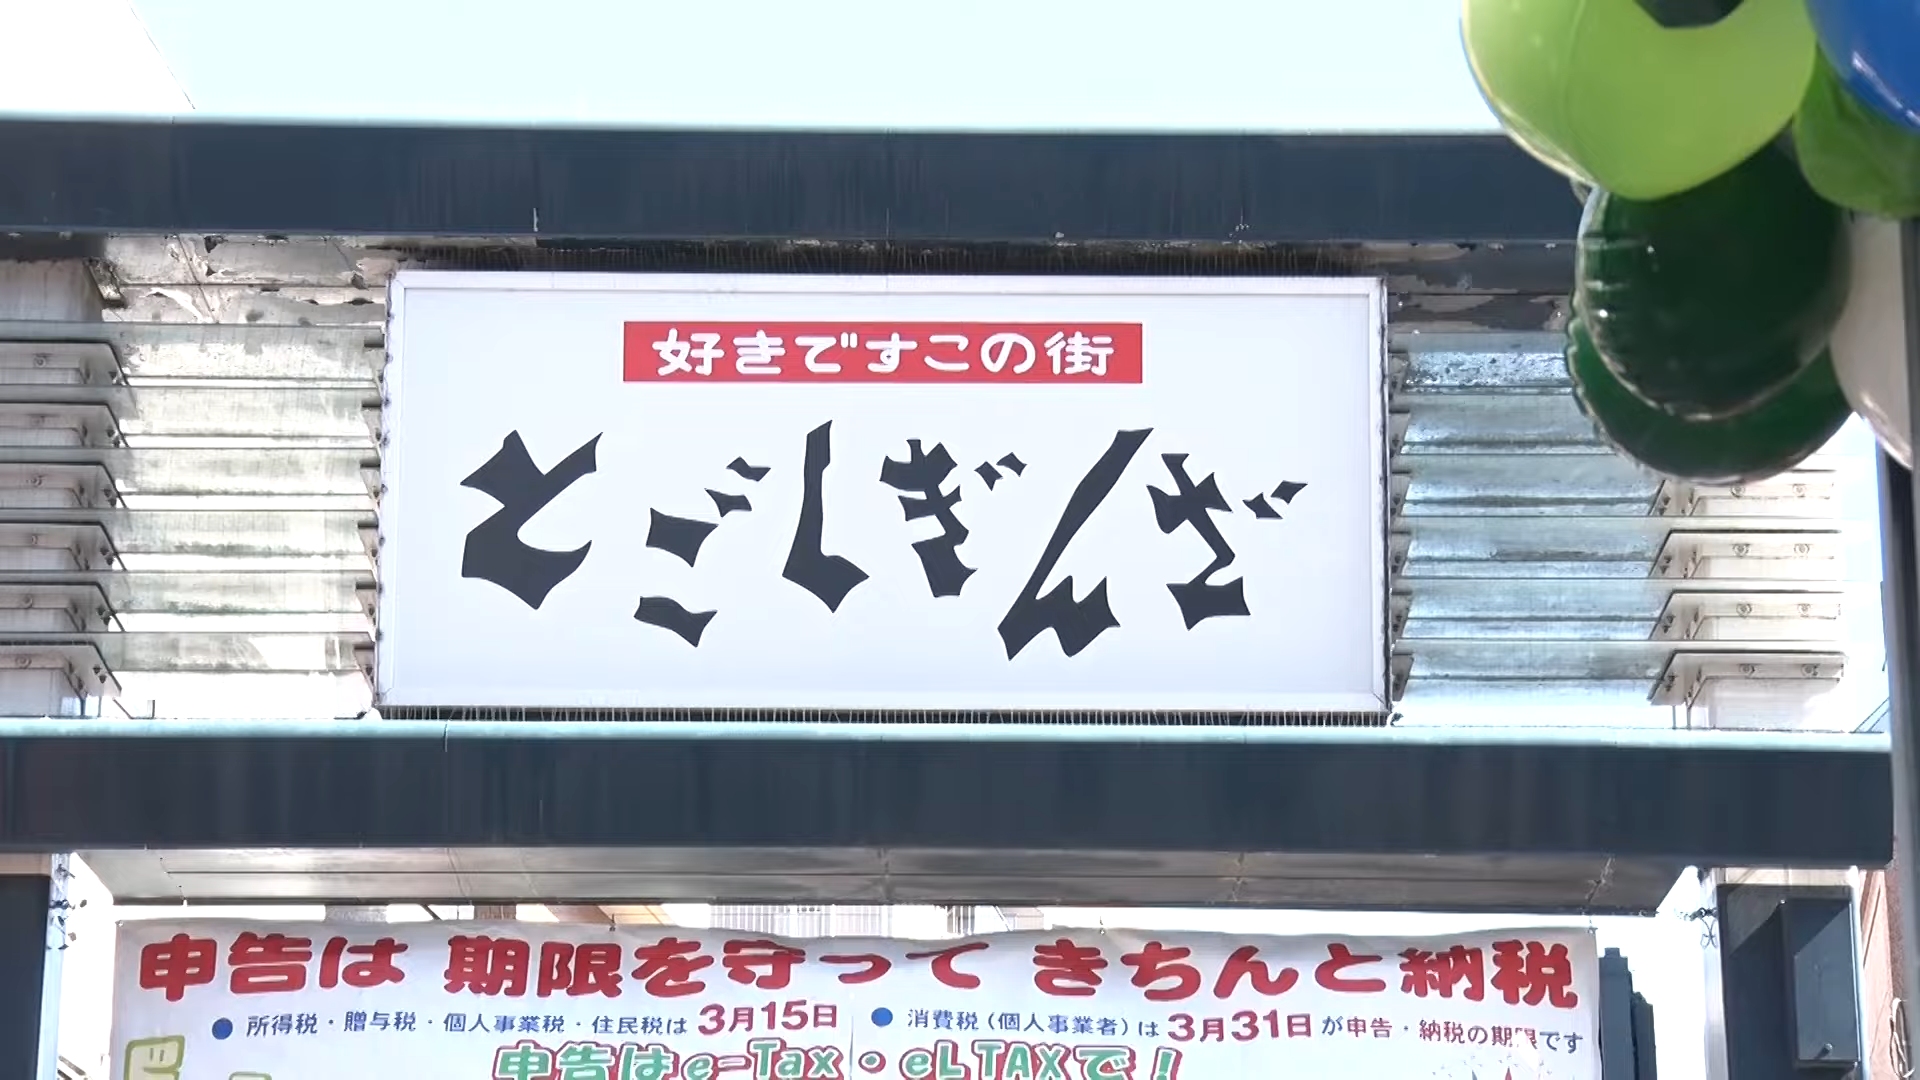 好きですこの街
とごしぎんざ
申告は 期限を守って きちんと納税
● 所得税・贈与税・個人事業税・住民税は 3月15日 ● 消費税(個人事業者)は 3月31日 が申告・納税の期限です
申告はe-Tax・eLTAXで!